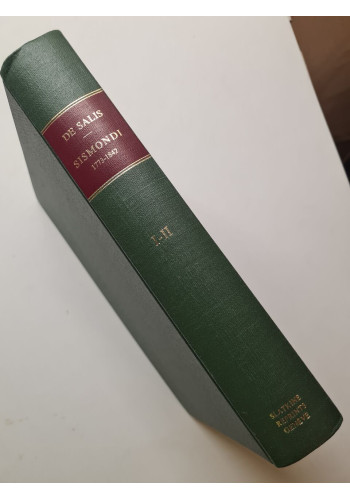 DE SALIS
SISMONDI
1773-1842
I-II
SLATKINE
REPRINTS
GENÈVE